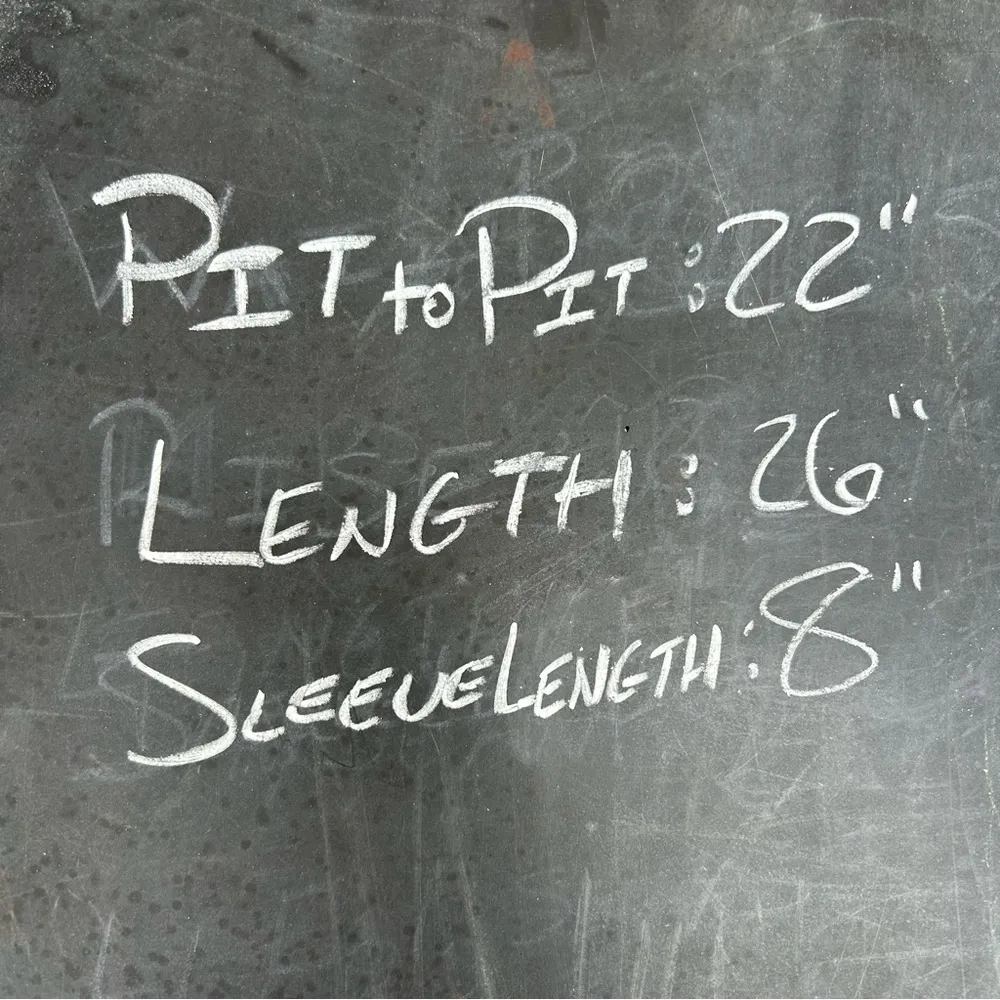 PIT to PIT: 22"
LENGTH: 26"
SLEEVE LENGTH: 8"